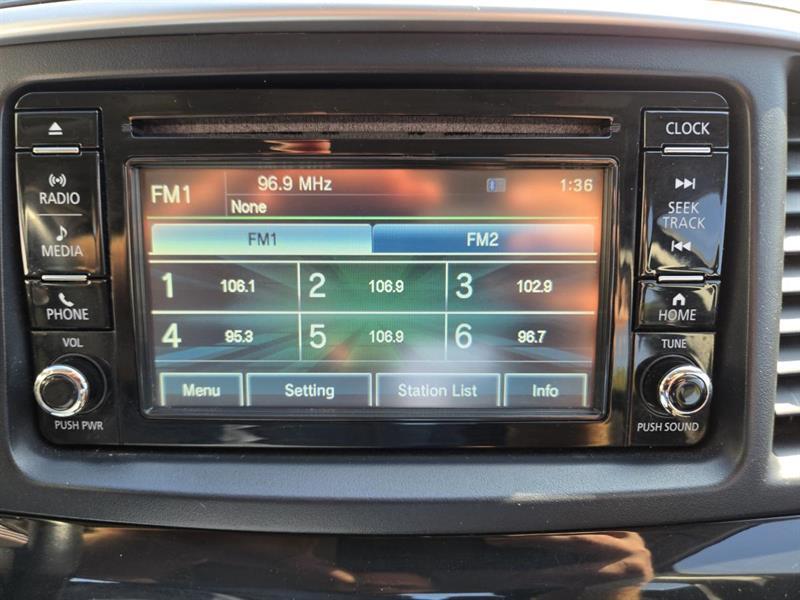 CLOCK
RADIO
MEDIA
PHONE
VOL
PUSH PWR
FM1 96.9 MHz 1:36
None
FM1 FM2
1 106.1 2 106.9 3 102.9
4 95.3 5 106.9 6 96.7
Menu Setting Station List Info
SEEK
TRACK
HOME
TUNE
PUSH SOUND